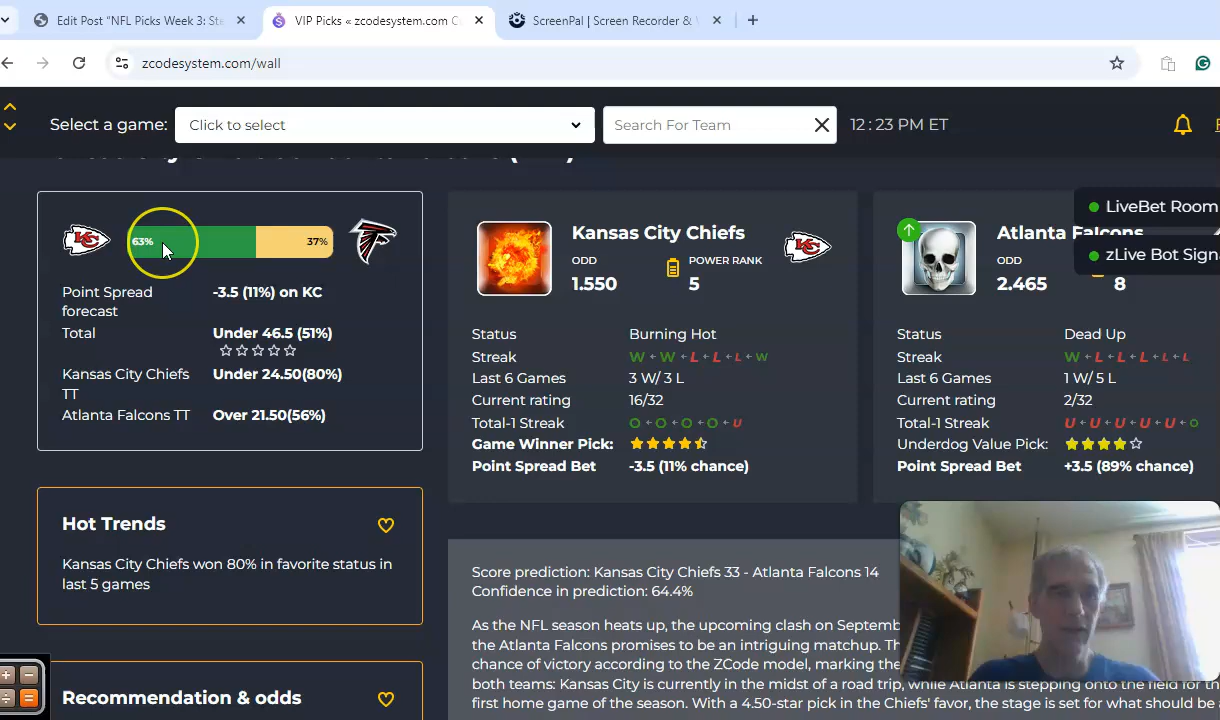 Edit Post "NFL Picks Week 3: Ste
VIP Picks « zcodesystem.com C
ScreenPal | Screen Recorder &
zcodesystem.com/wall
Select a game:
Click to select
Search For Team
12:23 PM ET
63%
37%
Point Spread forecast -3.5 (11%) on KC
Total Under 46.5 (51%)
Kansas City Chiefs TT Under 24.50(80%)
Atlanta Falcons TT Over 21.50(56%)
Hot Trends
Kansas City Chiefs won 80% in favorite status in
last 5 games
Recommendation & odds
Kansas City Chiefs
ODD
1.550
POWER RANK
5
Status Burning Hot
Streak W W L L L W
Last 6 Games 3 W/ 3 L
Current rating 16/32
Total-1 Streak O O O O U
Game Winner Pick:
Point Spread Bet -3.5 (11% chance)
Atlanta Falcons
ODD
2.465
8
Status Dead Up
Streak W L L L L L
Last 6 Games 1 W/ 5 L
Current rating 2/32
Total-1 Streak U U U U U O
Underdog Value Pick:
Point Spread Bet +3.5 (89% chance)
LiveBet Room
zLive Bot Signa
Score prediction: Kansas City Chiefs 33 - Atlanta Falcons 14
Confidence in prediction: 64.4%
As the NFL season heats up, the upcoming clash on Septemb
the Atlanta Falcons promises to be an intriguing matchup. Th
chance of victory according to the ZCode model, marking the
both teams: Kansas City is currently in the midst of a road trip, while Atlanta is stepping onto the field for
first home game of the season. With a 4.50-star pick in the Chiefs' favor, the stage is set for what should be